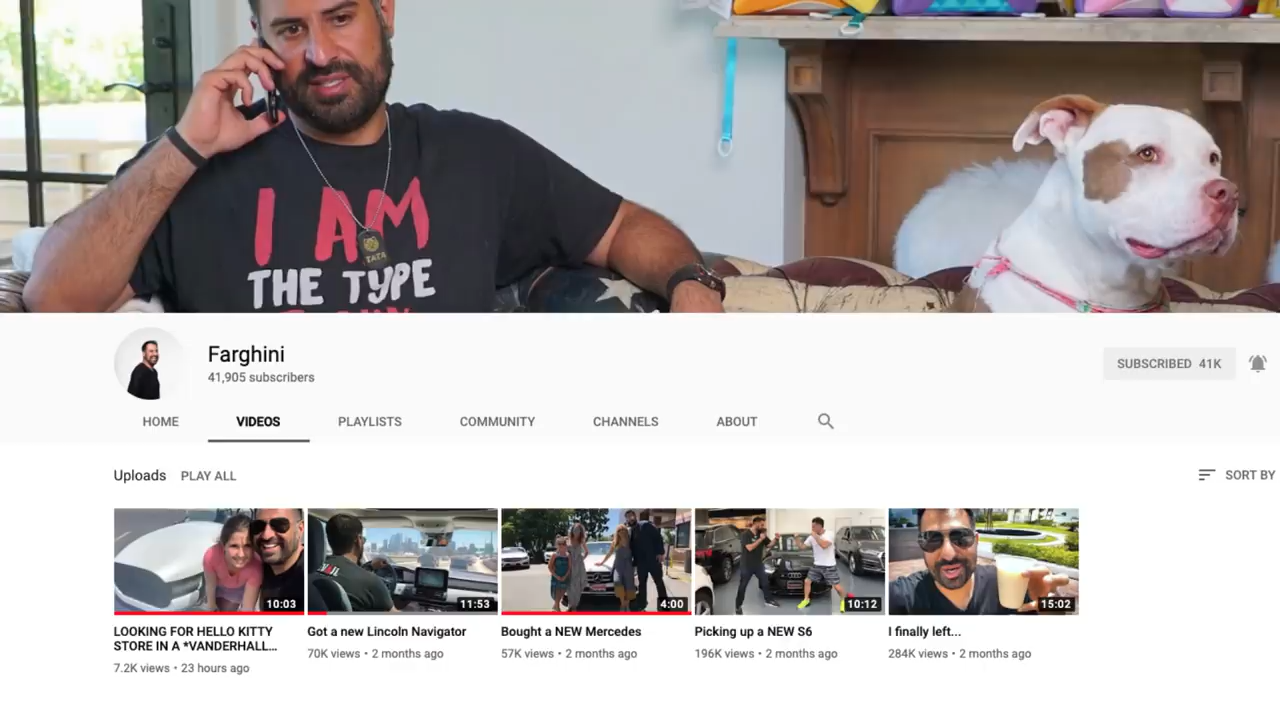 I AM
THE TYPE
TATA
Farghini
41,905 subscribers
SUBSCRIBED 41K
HOME VIDEOS PLAYLISTS COMMUNITY CHANNELS ABOUT
Uploads PLAY ALL
SORT BY
10:03
11:53
4:00
10:12
15:02
LOOKING FOR HELLO KITTY
STORE IN A *VANDERHALL...
7.2K views • 23 hours ago
Got a new Lincoln Navigator
70K views • 2 months ago
Bought a NEW Mercedes
57K views • 2 months ago
Picking up a NEW S6
196K views • 2 months ago
I finally left...
284K views • 2 months ago